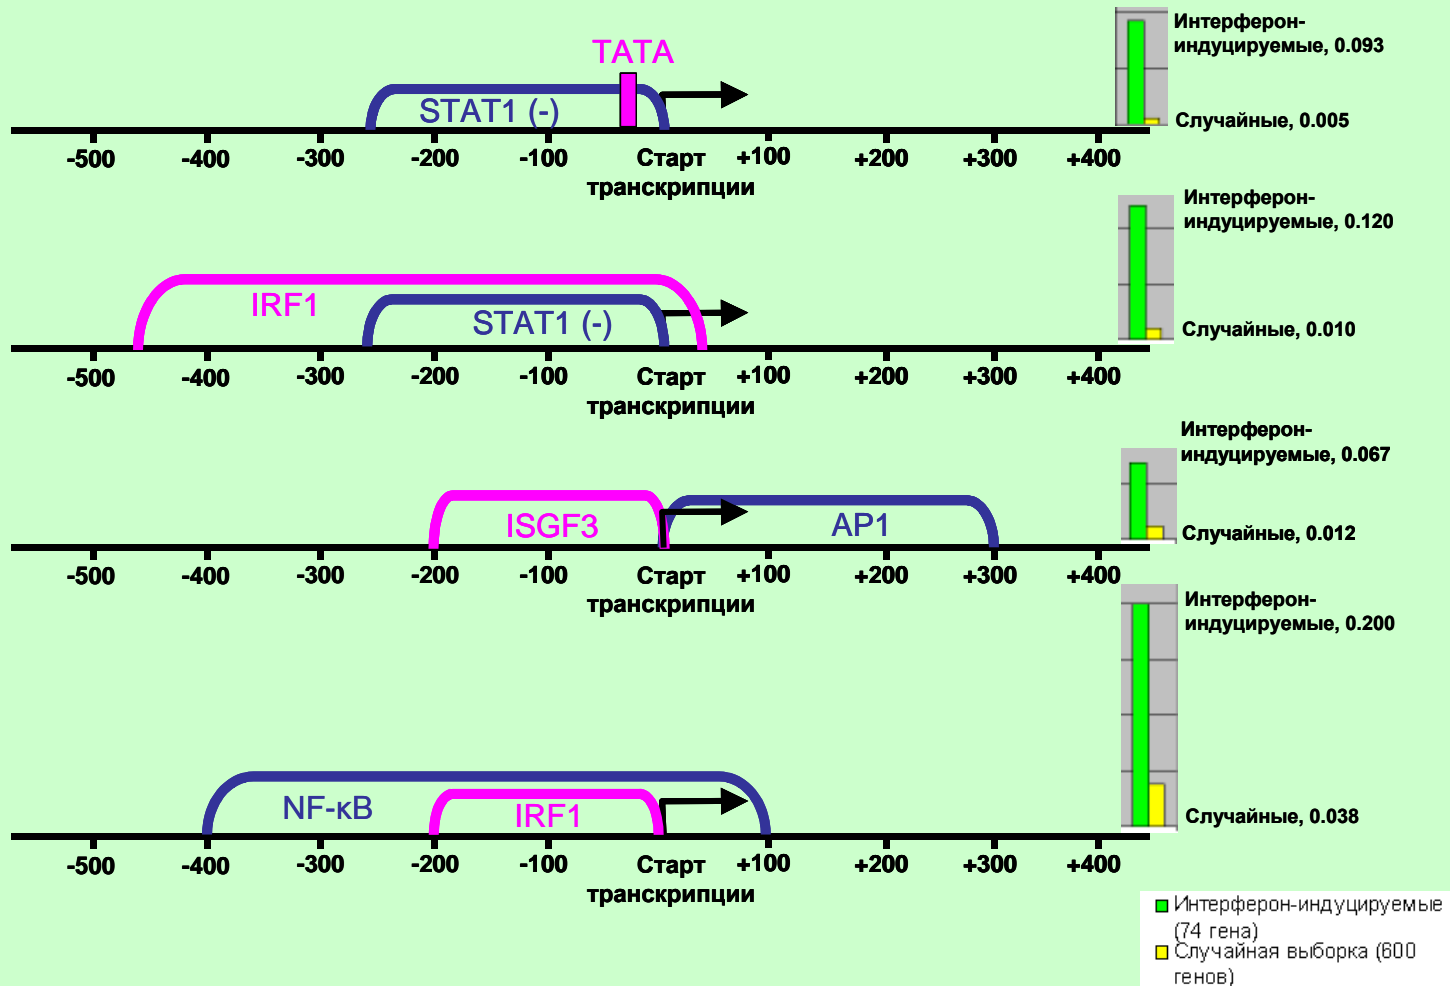 Интерферон-
индуцируемые, 0.093
TATA
STAT1 (-)
Случайные, 0.005
-500 -400 -300 -200 -100 Старт +100 +200 +300 +400
транскрипции
Интерферон-
индуцируемые, 0.120
IRF1
STAT1 (-)
Случайные, 0.010
-500 -400 -300 -200 -100 Старт +100 +200 +300 +400
транскрипции
Интерферон-
индуцируемые, 0.067
ISGF3 AP1
Случайные, 0.012
-500 -400 -300 -200 -100 Старт +100 +200 +300 +400
транскрипции
Интерферон-
индуцируемые, 0.200
NF-κB IRF1
Случайные, 0.038
-500 -400 -300 -200 -100 Старт +100 +200 +300 +400
транскрипции
Интерферон-индуцируемые
(74 гена)
Случайная выборка (600
генов)